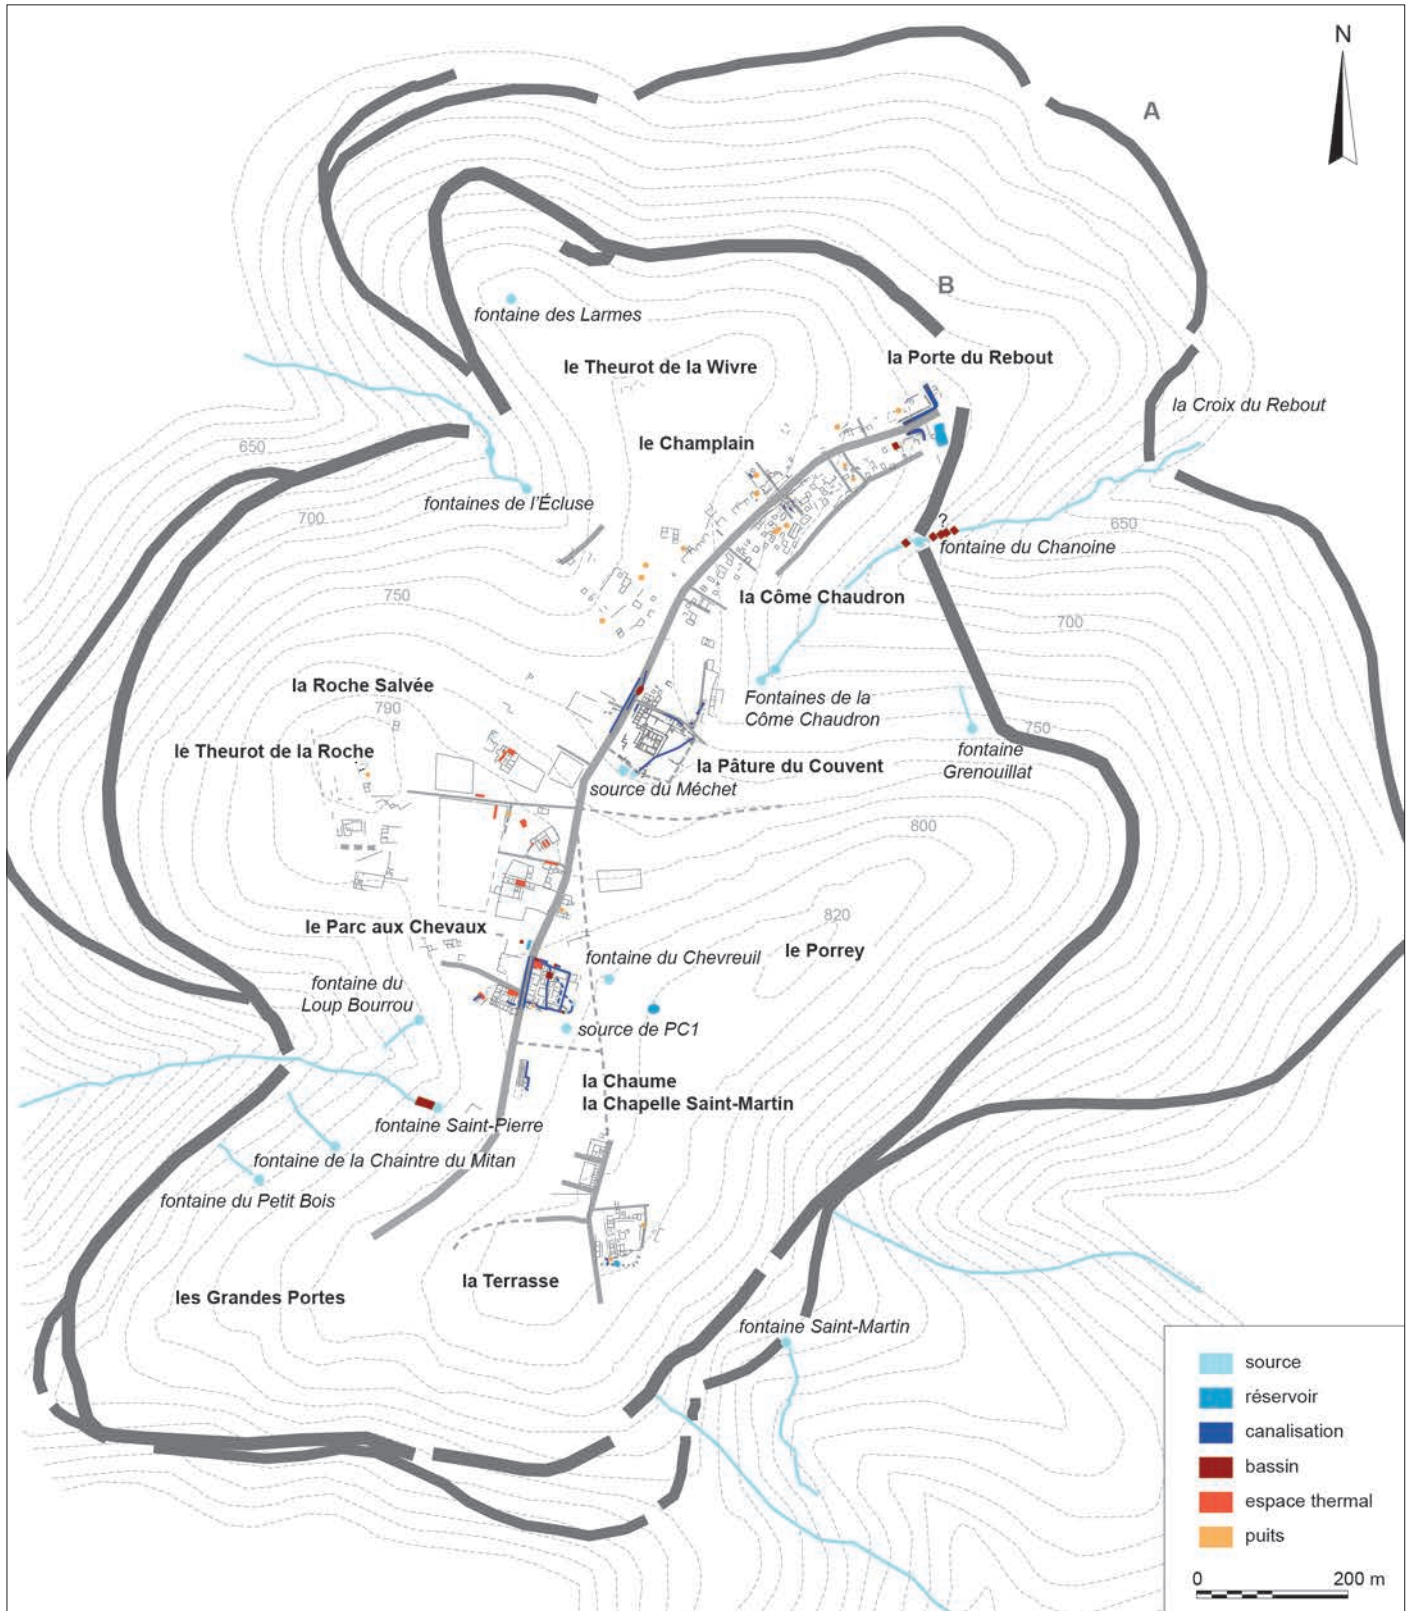 N
A
B
fontaine des Larmes
le Theurot de la Wivre
la Porte du Rebout
la Croix du Rebout
le Champlain
650
fontaines de l'Écluse
700
?
650
fontaine du Chanoine
750
la Côme Chaudron
700
la Roche Salvée
790
Fontaines de la
Côme Chaudron
750
le Theurot de la Roche
la Pâture du Couvent
fontaine
Grenouillat
source du Méchet
800
820
le Parc aux Chevaux
le Porrey
fontaine du Chevreuil
fontaine du
Loup Bourrou
source de PC1
la Chaume
la Chapelle Saint-Martin
fontaine Saint-Pierre
fontaine de la Chaintre du Mitan
fontaine du Petit Bois
la Terrasse
les Grandes Portes
fontaine Saint-Martin
source
réservoir
canalisation
bassin
espace thermal
puits
0 200 m